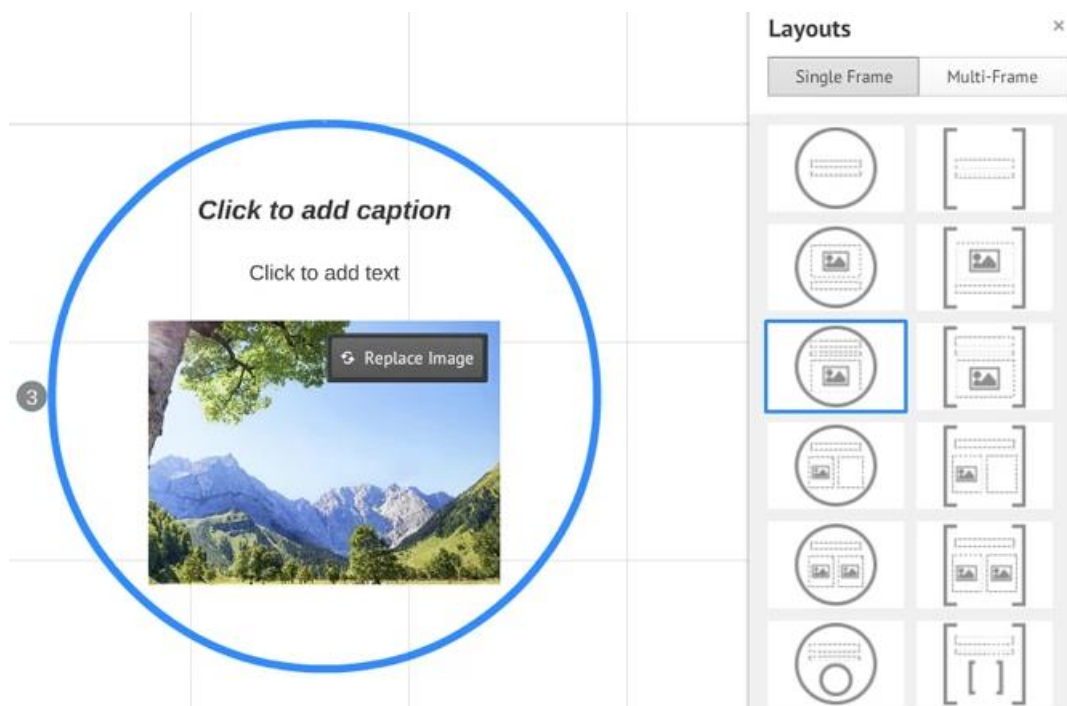 Layouts ×
Single Frame Multi-Frame
Click to add caption
Click to add text
Replace Image
3